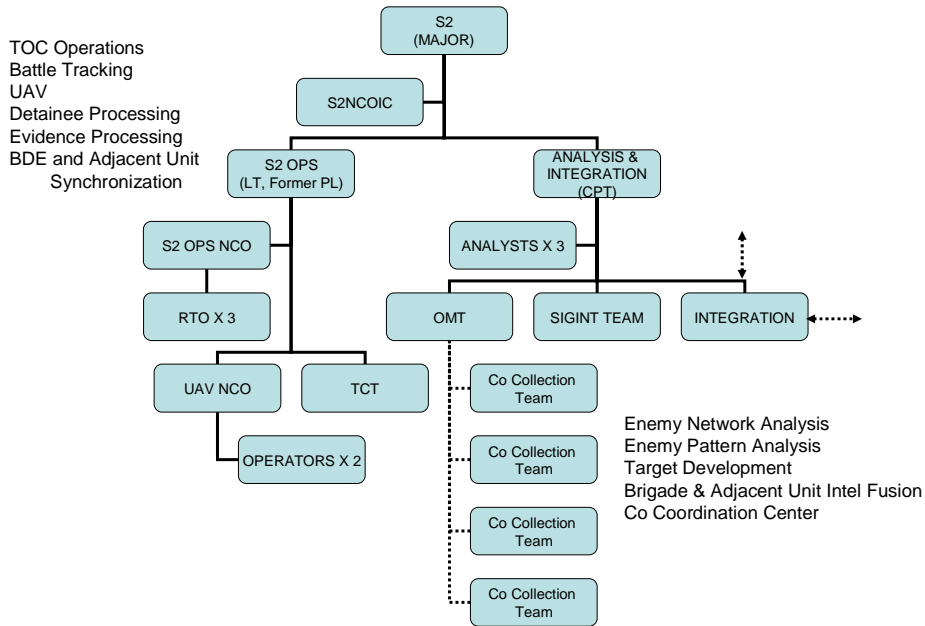 S2
(MAJOR)
TOC Operations
Battle Tracking
UAV
Detainee Processing
Evidence Processing
BDE and Adjacent Unit
Synchronization
S2NCOIC
S2 OPS
(LT, Former PL)
ANALYSIS &
INTEGRATION
(CPT)
S2 OPS NCO
ANALYSTS X 3
RTO X 3
OMT
SIGINT TEAM
INTEGRATION
UAV NCO
TCT
OPERATORS X 2
Co Collection
Team
Co Collection
Team
Co Collection
Team
Co Collection
Team
Enemy Network Analysis
Enemy Pattern Analysis
Target Development
Brigade & Adjacent Unit Intel Fusion
Co Coordination Center